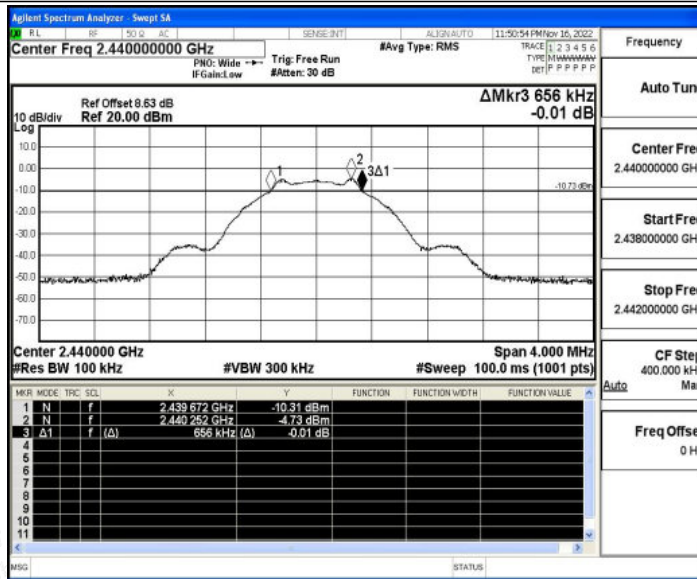 Agilent Spectrum Analyzer - Swept SA
RL RF 50 Ω AC SENSE:INT ALIGNAUTO 11:50:54 PM Nov 16, 2022
Center Freq 2.440000000 GHz
#Avg Type: RMS
TRACE 1 2 3 4 5 6
PNO: Wide
Trig: Free Run
TYPE M
IFGain:Low
#Atten: 30 dB
DET P P P P P P
ΔMkr3 656 kHz
-0.01 dB
Ref Offset 8.63 dB
10 dB/div Ref 20.00 dBm
Log
10.0
0.00
-10.0
-20.0
-30.0
-40.0
-50.0
-60.0
-70.0
1
2
3Δ1
-10.73 dBm
Center 2.440000 GHz
Span 4.000 MHz
#Res BW 100 kHz #VBW 300 kHz #Sweep 100.0 ms (1001 pts)
MKR MODE TRC SCL X Y FUNCTION FUNCTION WIDTH FUNCTION VALUE
1 N f 2.439 672 GHz -10.31 dBm
2 N f 2.440 252 GHz -4.73 dBm
3 Δ1 f (Δ) 656 kHz (Δ) -0.01 dB
4
5
6
7
8
9
10
11
MSG STATUS
Frequency
Auto Tun
Center Fre
2.440000000 GH
Start Fre
2.438000000 GH
Stop Fre
2.442000000 GH
CF Step
400.000 kH
Auto Ma
Freq Offse
0 H